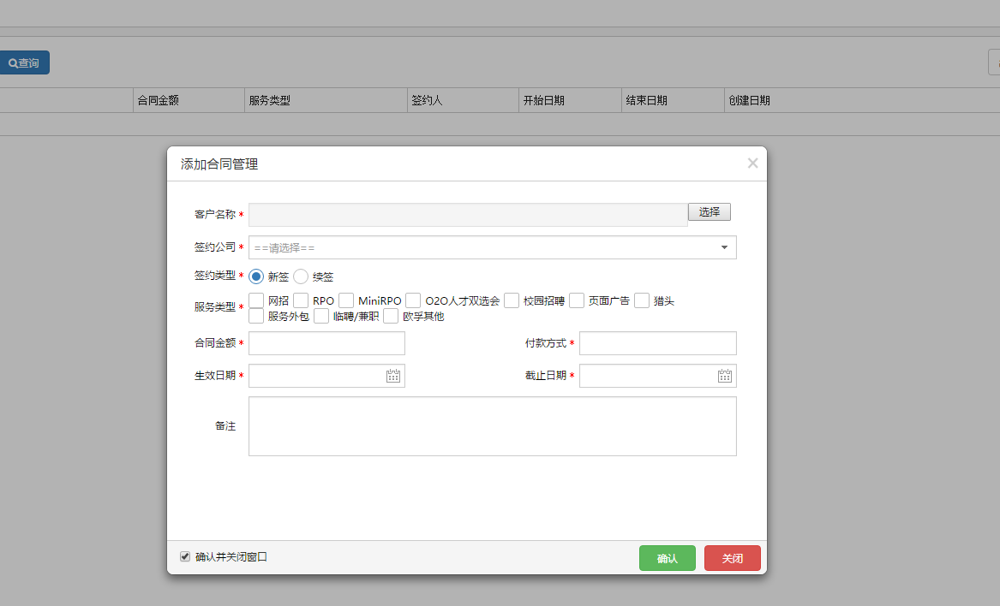 查询
合同金额 服务类型 签约人 开始日期 结束日期 创建日期
添加合同管理 ×
客户名称 * 选择
签约公司 * ==请选择==
签约类型 * 新签 续签
服务类型 * 网招 RPO MiniRPO O2O人才双选会 校园招聘 页面广告 猎头
服务外包 临聘/兼职 欧孚其他
合同金额 * 付款方式 *
生效日期 * 截止日期 *
备注
确认并关闭窗口 确认 关闭